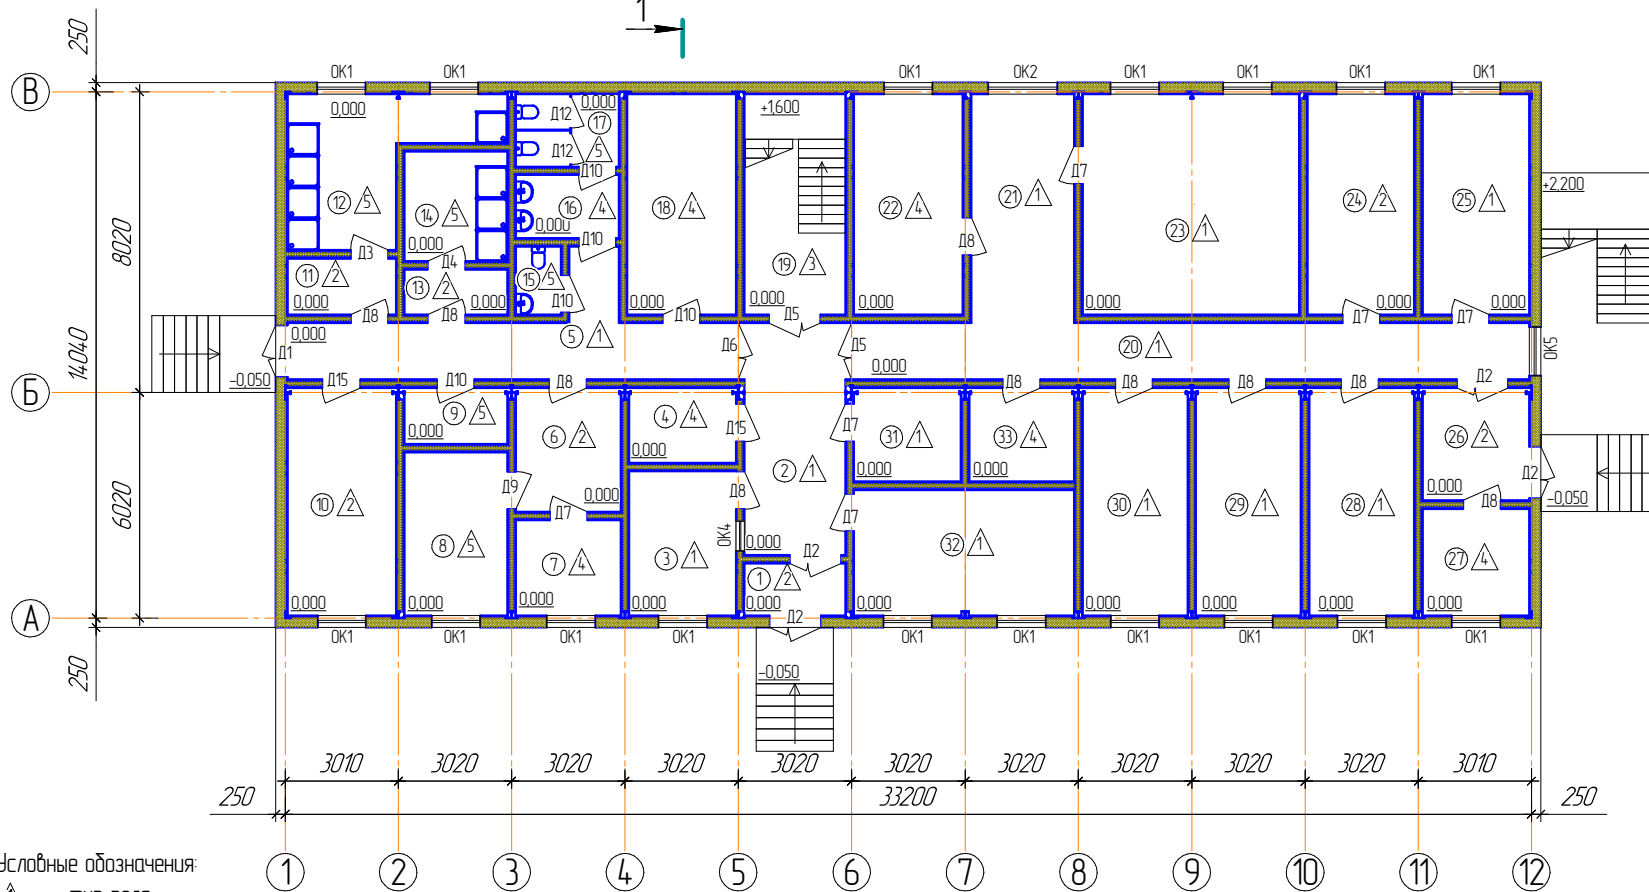 1
250
В
ОК1 ОК1 ОК1 ОК2 ОК1 ОК1 ОК1 ОК1
0,000 0,000 +1,600
Д12 17
Д12 5
Д10 Д7
+2,200
12 5 14 5 16 4 18 4 22 4 21 1 23 1 24 2 25 1
8020
0,000 0,000 Д10 Д8
Д3 Д4
11 2 13 2 15 5 19 3
0,000 0,000 Д10 0,000 0,000 0,000 0,000 0,000 0,000
Д8 Д8 Д10 Д5 Д7 Д7
0,000 5 1
14040
Д1 Д6 Д5 20 1 ОК5
0,000
-0,050 Д15 Д10 Д8 Д8 Д8 Д8 Д8 Д2
Б
9 5 4 4
0,000 6 2 Д15 Д7 31 1 33 4 26 2
0,000 0,000 0,000
2 1 Д2
6020
Д9 0,000 Д8 0,000 -0,050
10 2 Д7 Д7 30 1 29 1 28 1 Д8
ОК4
8 5 7 4 3 1 0,000 Д2 32 1 27 4
1 2
0,000 0,000 0,000 0,000 0,000 0,000 0,000 0,000 0,000 0,000
А
Д2
ОК1 ОК1 ОК1 ОК1 ОК1 ОК1 ОК1 ОК1 ОК1 ОК1
250
-0,050
3010 3020 3020 3020 3020 3020 3020 3020 3020 3020 3010
250 33200 250
Условные обозначения:
1 2 3 4 5 6 7 8 9 10 11 12